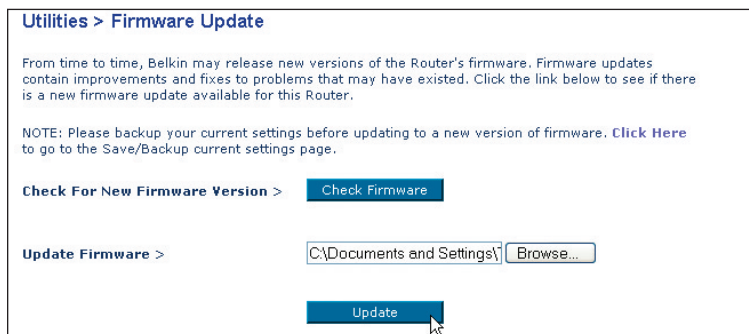 Utilities > Firmware Update
From time to time, Belkin may release new versions of the Router's firmware. Firmware updates
contain improvements and fixes to problems that may have existed. Click the link below to see if there
is a new firmware update available for this Router.
NOTE: Please backup your current settings before updating to a new version of firmware. Click Here
to go to the Save/Backup current settings page.
Check For New Firmware Version > Check Firmware
Update Firmware > C:\Documents and Settings\ Browse...
Update